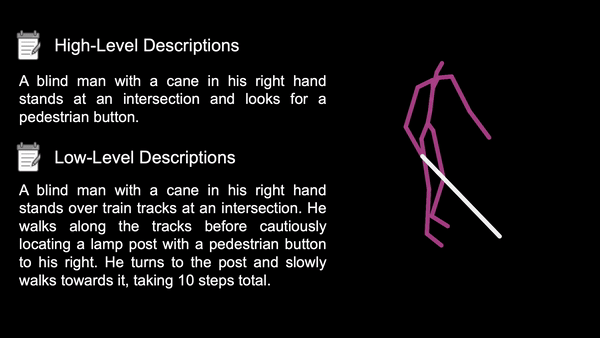 High-Level Descriptions
A blind man with a cane in his right hand
stands at an intersection and looks for a
pedestrian button.
Low-Level Descriptions
A blind man with a cane in his right hand
stands over train tracks at an intersection. He
walks along the tracks before cautiously
locating a lamp post with a pedestrian button
to his right. He turns to the post and slowly
walks towards it, taking 10 steps total.